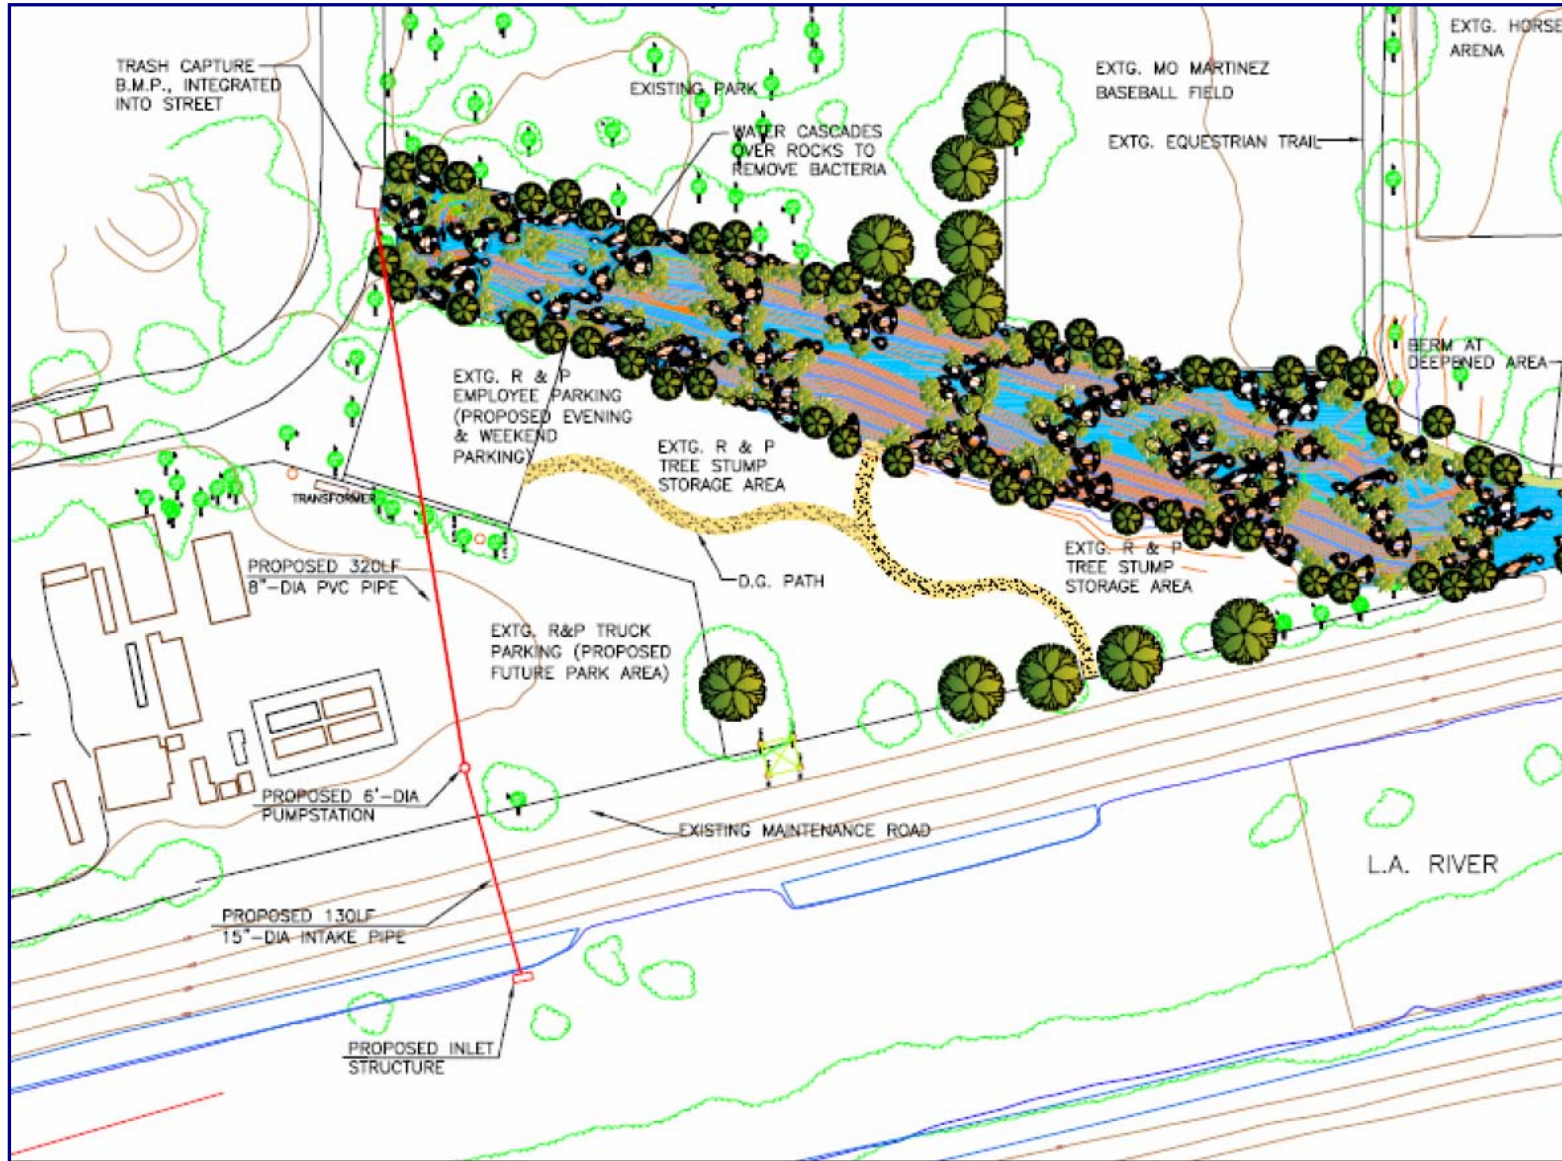 TRASH CAPTURE
B.M.P., INTEGRATED
INTO STREET
EXISTING PARK
WATER CASCADES
OVER ROCKS TO
REMOVE BACTERIA
EXTG. MO MARTINEZ
BASEBALL FIELD
EXTG. EQUESTRIAN TRAIL
EXTG. HORSE
ARENA
BERM AT
DEEPENED AREA
EXTG. R & P
EMPLOYEE PARKING
(PROPOSED EVENING
& WEEKEND
PARKING)
EXTG. R & P
TREE STUMP
STORAGE AREA
TRANSFORMER
EXTG. R & P
TREE STUMP
STORAGE AREA
PROPOSED 320LF
8"-DIA PVC PIPE
D.G. PATH
EXTG. R&P TRUCK
PARKING (PROPOSED
FUTURE PARK AREA)
PROPOSED 6'-DIA
PUMPSTATION
EXISTING MAINTENANCE ROAD
L.A. RIVER
PROPOSED 130LF
15"-DIA INTAKE PIPE
PROPOSED INLET
STRUCTURE